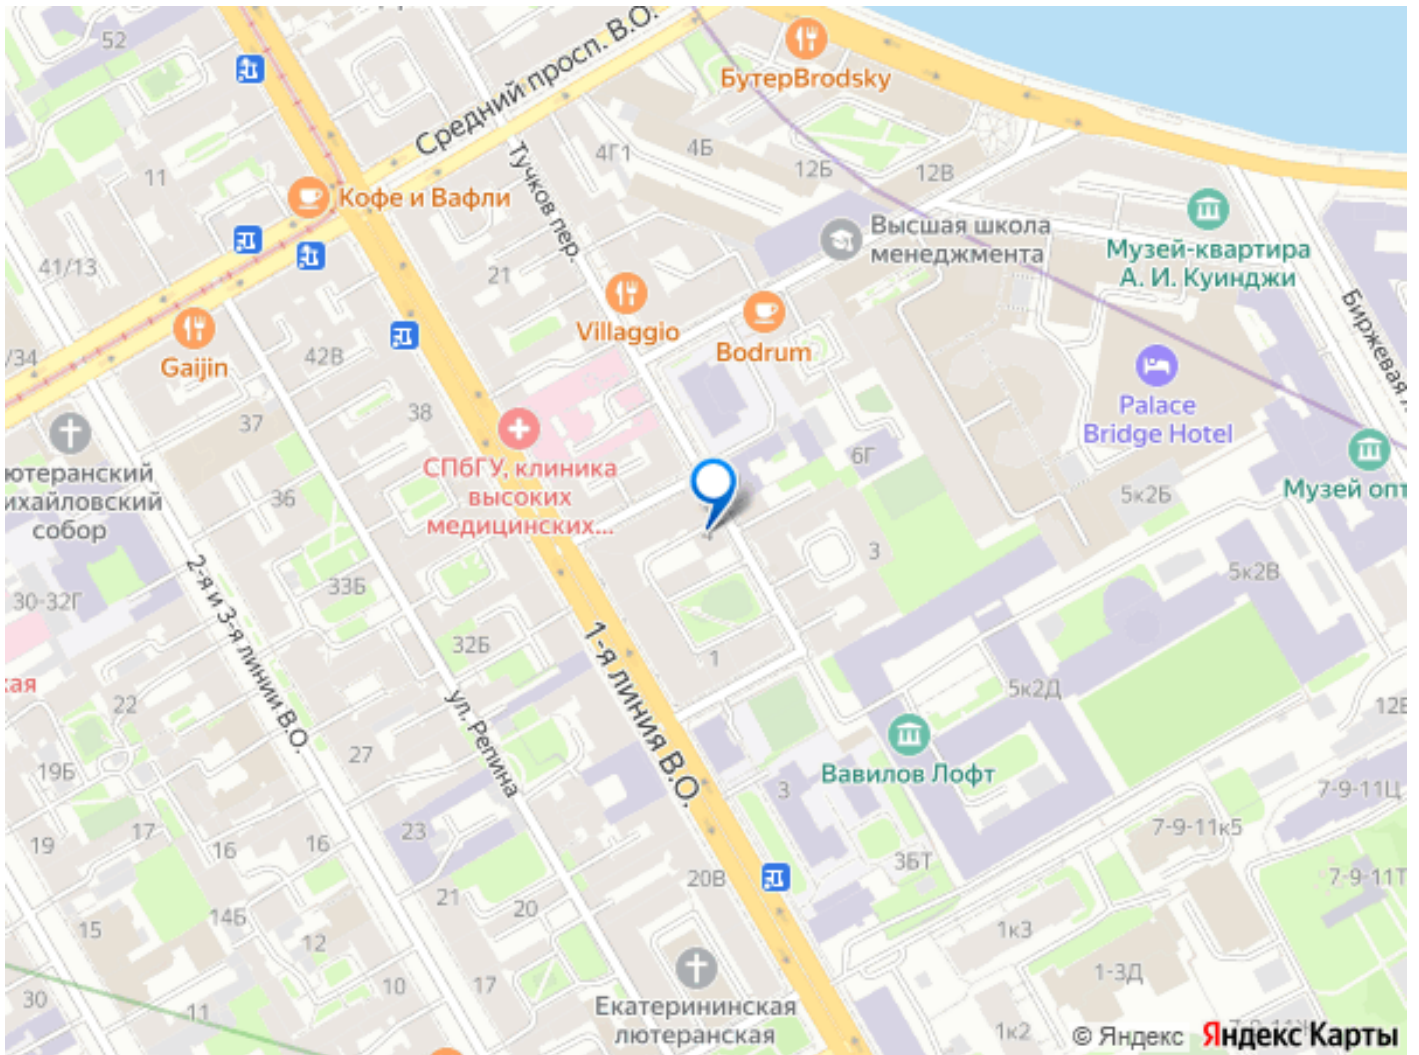 52
Средний просп. В.О.
БутерBrodsky
11
Кофе и Вафли
Тучков пер.
4Г1
4Б
12Б
12В
Высшая школа
менеджмента
Музей-квартира
А. И. Куинджи
41/13
21
Villaggio
Bodrum
Биржевая
/34
Gaijin
42В
38
37
Palace
Bridge Hotel
ютеранский
ихайловский
собор
36
СПбГУ, клиника
высоких
медицинских...
6Г
5к2Б
Музей опт
4
3
5к2В
30-32Г
33Б
2-я и 3-я линии В.О.
32Б
1-я линия В.О.
1
кая
22
ул. Репина
5к2Д
12Е
27
19Б
Вавилов Лофт
3
7-9-11Ц
7-9-11к5
19
17
16
16
23
3БТ
20В
7-9-11Т
21
20
14Б
15
12
1к3
1-3Д
30
11
10
17
Екатерининская
лютеранская
1к2
© Яндекс
Яндекс Карты